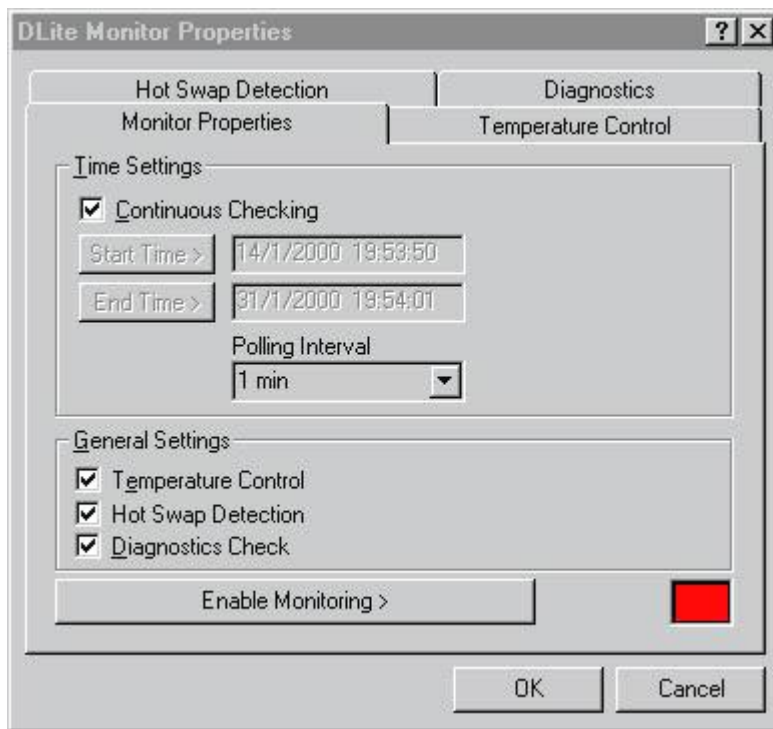 DLite Monitor Properties
Hot Swap Detection
Diagnostics
Monitor Properties
Temperature Control
Time Settings
Continuous Checking
Start Time >
14/1/2000 19:53:50
End Time >
31/1/2000 19:54:01
Polling Interval
1 min
General Settings
Temperature Control
Hot Swap Detection
Diagnostics Check
Enable Monitoring >
OK
Cancel